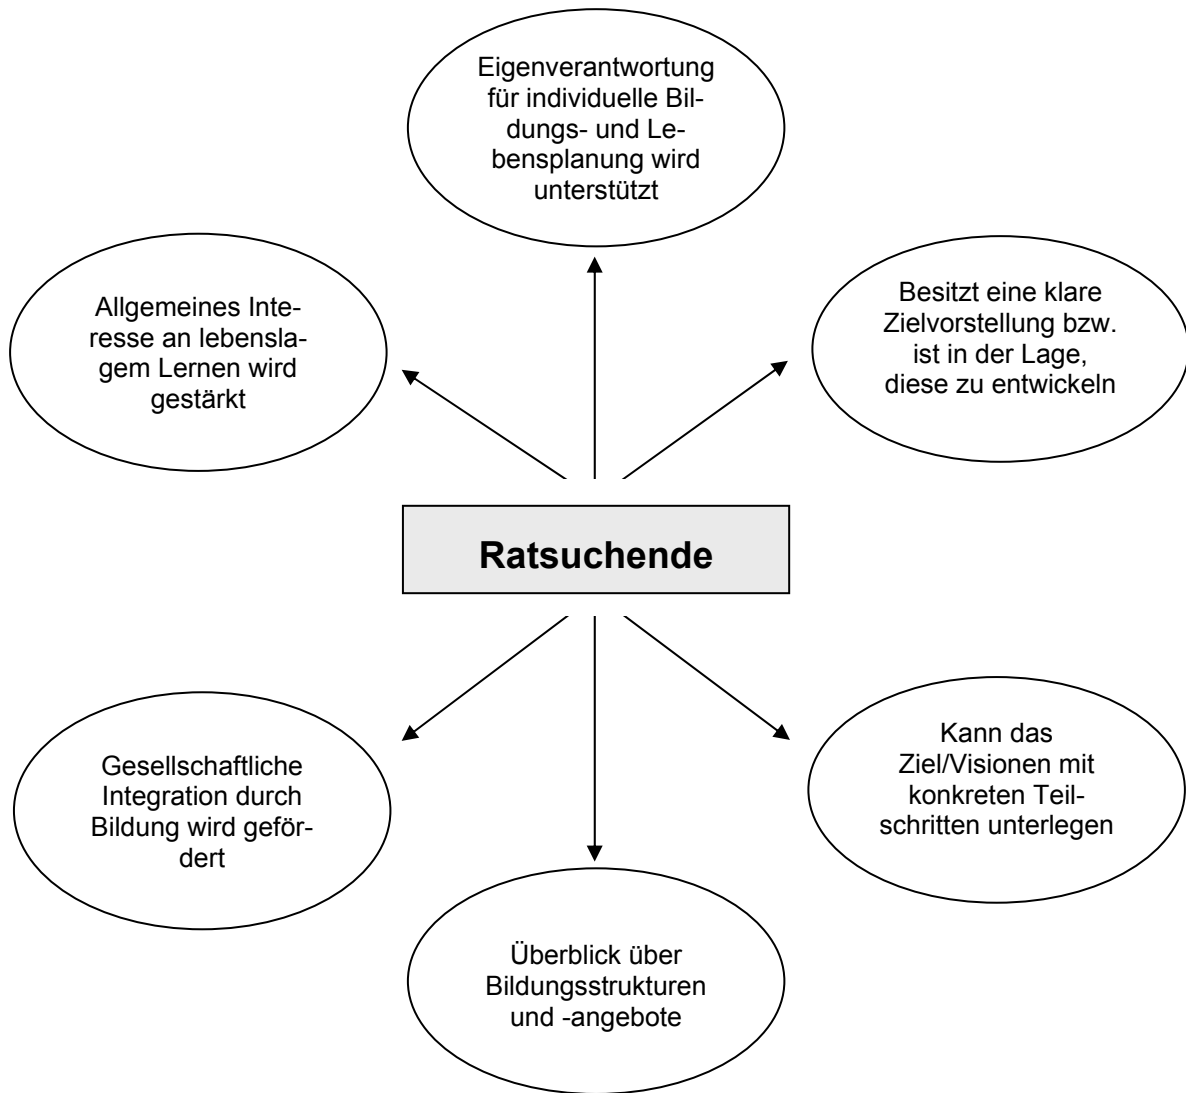 Eigenverantwortung
für individuelle Bil-
dungs- und Le-
bensplanung wird
unterstützt
Allgemeines Inte-
resse an lebensla-
gem Lernen wird
gestärkt
Besitzt eine klare
Zielvorstellung bzw.
ist in der Lage,
diese zu entwickeln
Ratsuchende
Gesellschaftliche
Integration durch
Bildung wird geför-
dert
Kann das
Ziel/Visionen mit
konkreten Teil-
schritten unterlegen
Überblick über
Bildungsstrukturen
und -angebote